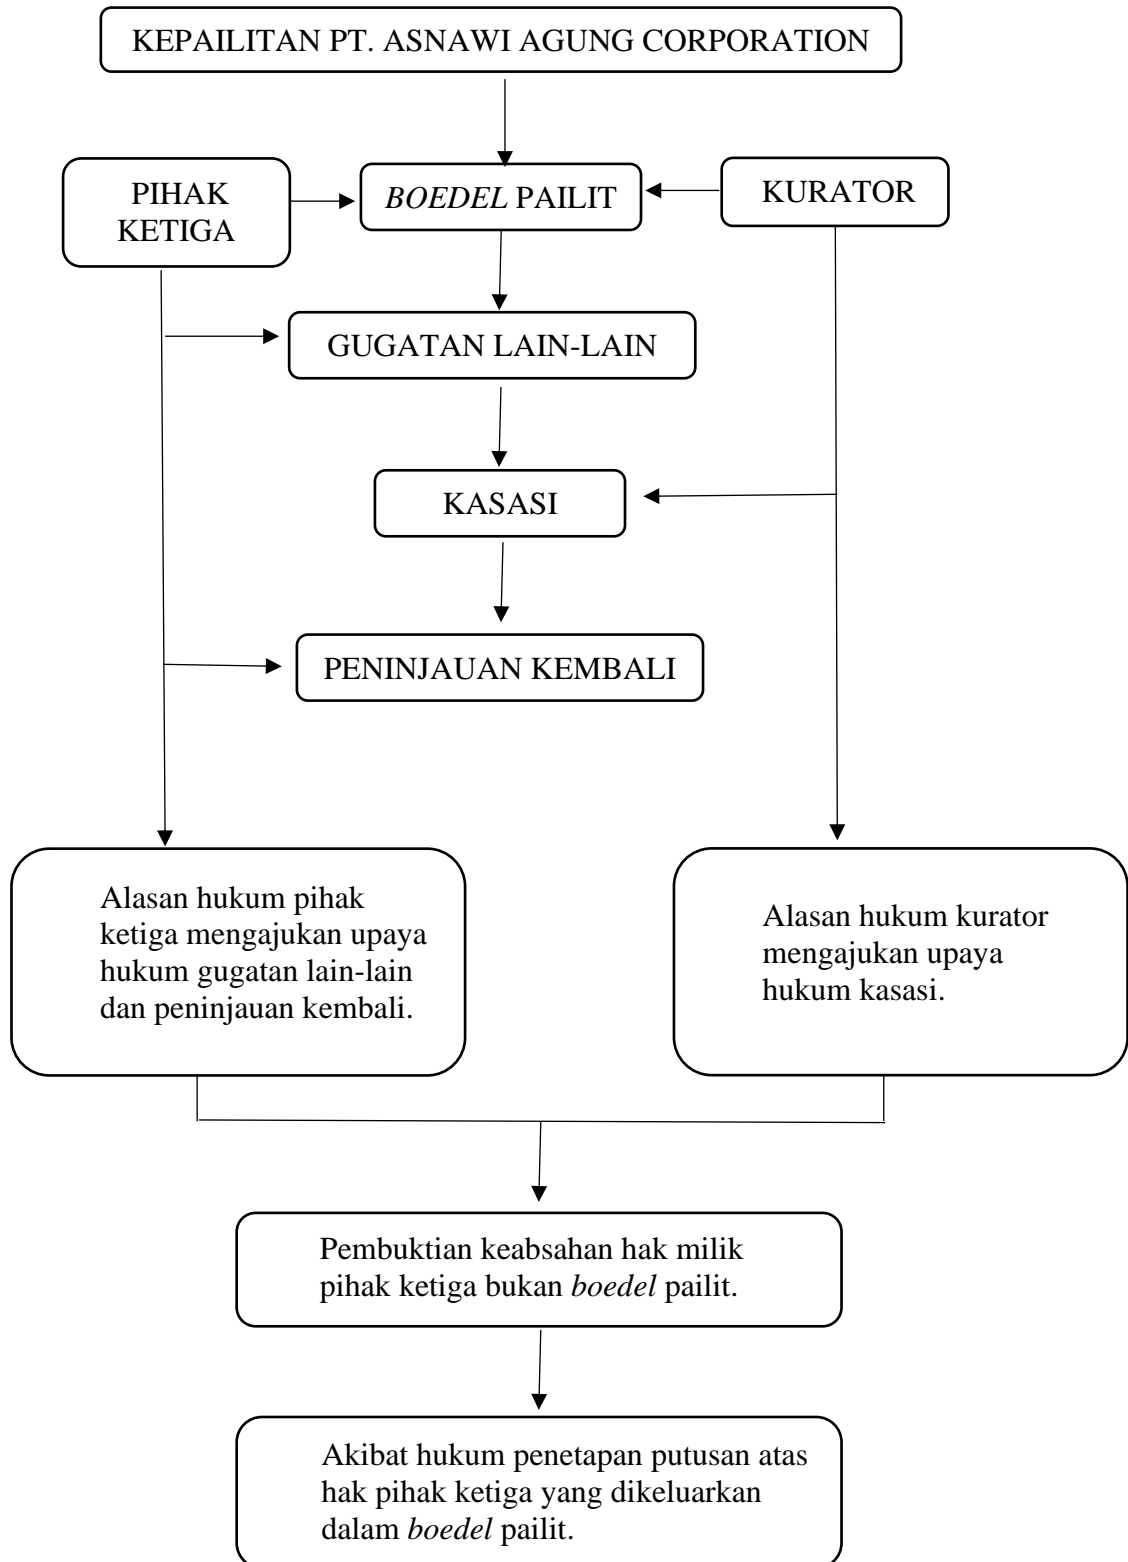 KEPAILITAN PT. ASNAWI AGUNG CORPORATION
PIHAK
KETIGA
BOEDEL PAILIT
KURATOR
GUGATAN LAIN-LAIN
KASASI
PENINJAUAN KEMBALI
Alasan hukum pihak
ketiga mengajukan upaya
hukum gugatan lain-lain
dan peninjauan kembali.
Alasan hukum kurator
mengajukan upaya
hukum kasasi.
Pembuktian keabsahan hak milik
pihak ketiga bukan boedel pailit.
Akibat hukum penetapan putusan atas
hak pihak ketiga yang dikeluarkan
dalam boedel pailit.